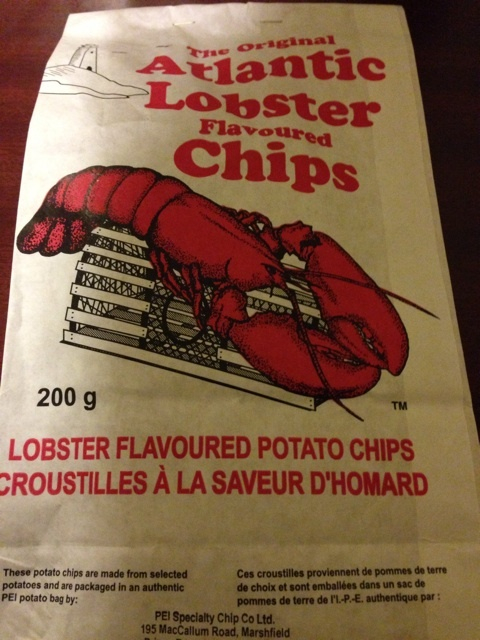 The Original
Atlantic
Lobster
Flavoured
Chips
200 g
TM
LOBSTER FLAVOURED POTATO CHIPS
CROUSTILLES À LA SAVEUR D'HOMARD
These potato chips are made from selected
potatoes and are packaged in an authentic
PEI potato bag by:
Ces croustilles proviennent de pommes de terre
de choix et sont emballées dans un sac de
pommes de terre de l'I.-P.-E. authentique par :
PEI Specialty Chip Co Ltd.
195 MacCallum Road, Marshfield